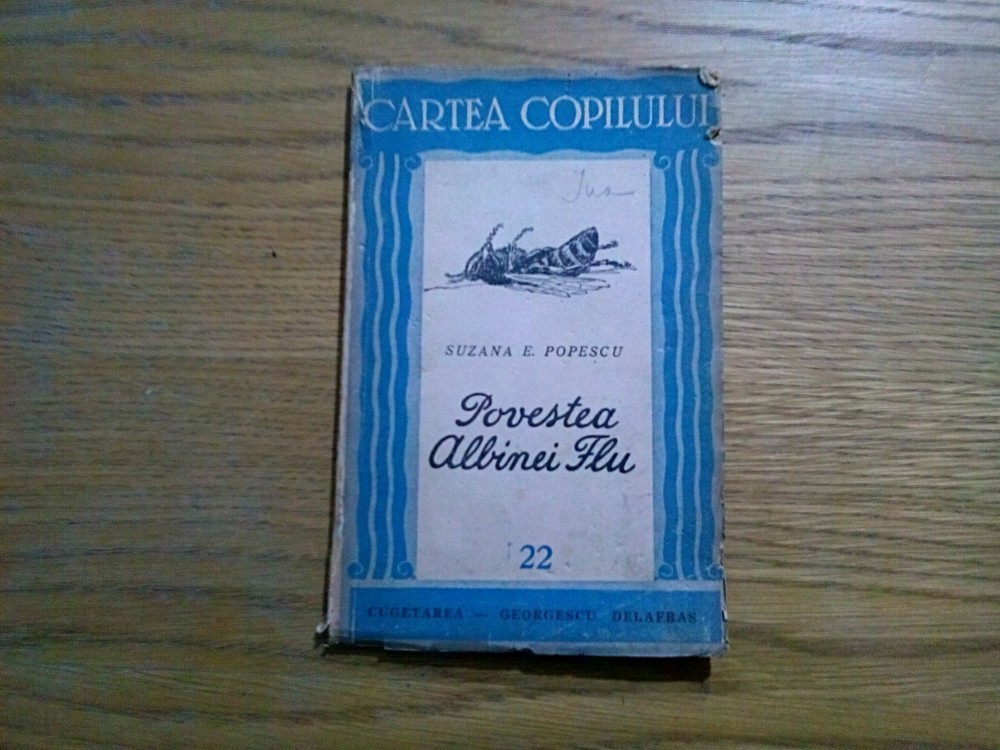 CARTEA COPILULUI
SUZANA E. POPESCU
Povestea
Albinei Flu
22
CUGETAREA — GEORGESCU DELAFRAS